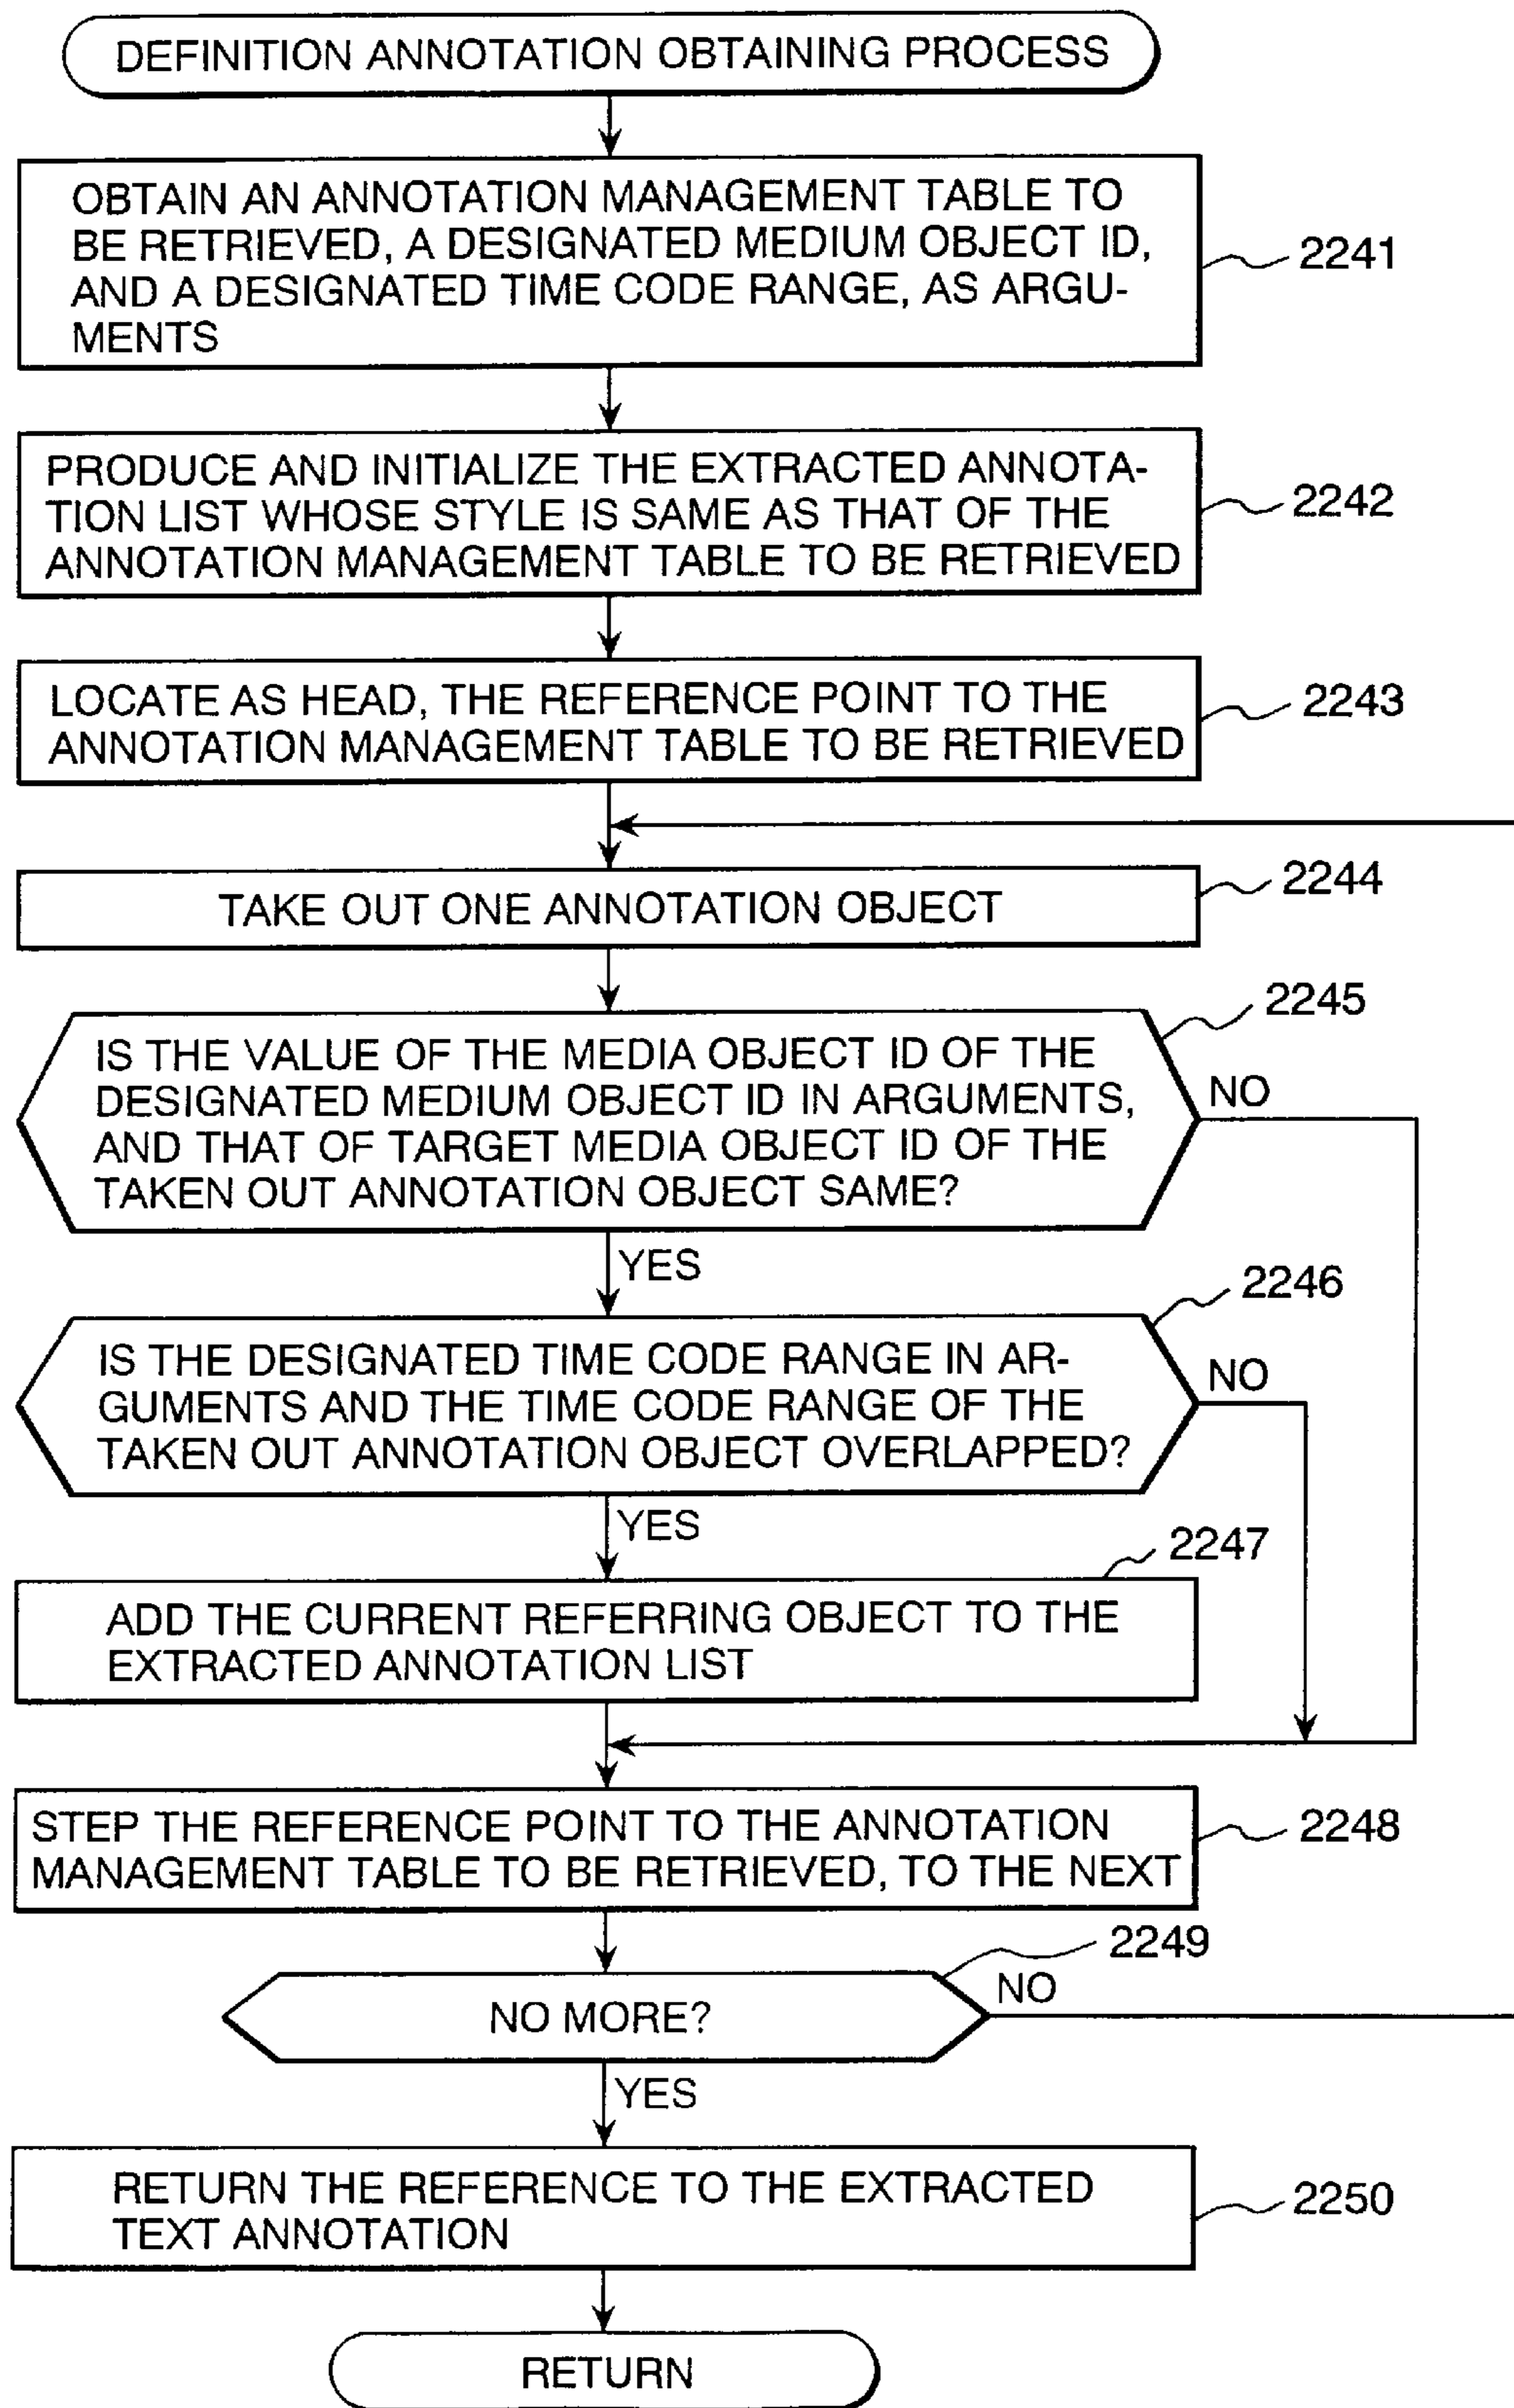 DEFINITION ANNOTATION OBTAINING PROCESS
OBTAIN AN ANNOTATION MANAGEMENT TABLE TO
BE RETRIEVED, A DESIGNATED MEDIUM OBJECT ID,
AND A DESIGNATED TIME CODE RANGE, AS ARGU-
MENTS
2241
PRODUCE AND INITIALIZE THE EXTRACTED ANNOTA-
TION LIST WHOSE STYLE IS SAME AS THAT OF THE
ANNOTATION MANAGEMENT TABLE TO BE RETRIEVED
2242
LOCATE AS HEAD, THE REFERENCE POINT TO THE
ANNOTATION MANAGEMENT TABLE TO BE RETRIEVED
2243
TAKE OUT ONE ANNOTATION OBJECT
2244
2245
IS THE VALUE OF THE MEDIA OBJECT ID OF THE
DESIGNATED MEDIUM OBJECT ID IN ARGUMENTS,
AND THAT OF TARGET MEDIA OBJECT ID OF THE
TAKEN OUT ANNOTATION OBJECT SAME?
NO
YES
2246
IS THE DESIGNATED TIME CODE RANGE IN AR-
GUMENTS AND THE TIME CODE RANGE OF THE
TAKEN OUT ANNOTATION OBJECT OVERLAPPED?
NO
YES
2247
ADD THE CURRENT REFERRING OBJECT TO THE
EXTRACTED ANNOTATION LIST
STEP THE REFERENCE POINT TO THE ANNOTATION
MANAGEMENT TABLE TO BE RETRIEVED, TO THE NEXT
2248
2249
NO MORE?
NO
YES
RETURN THE REFERENCE TO THE EXTRACTED
TEXT ANNOTATION
2250
RETURN